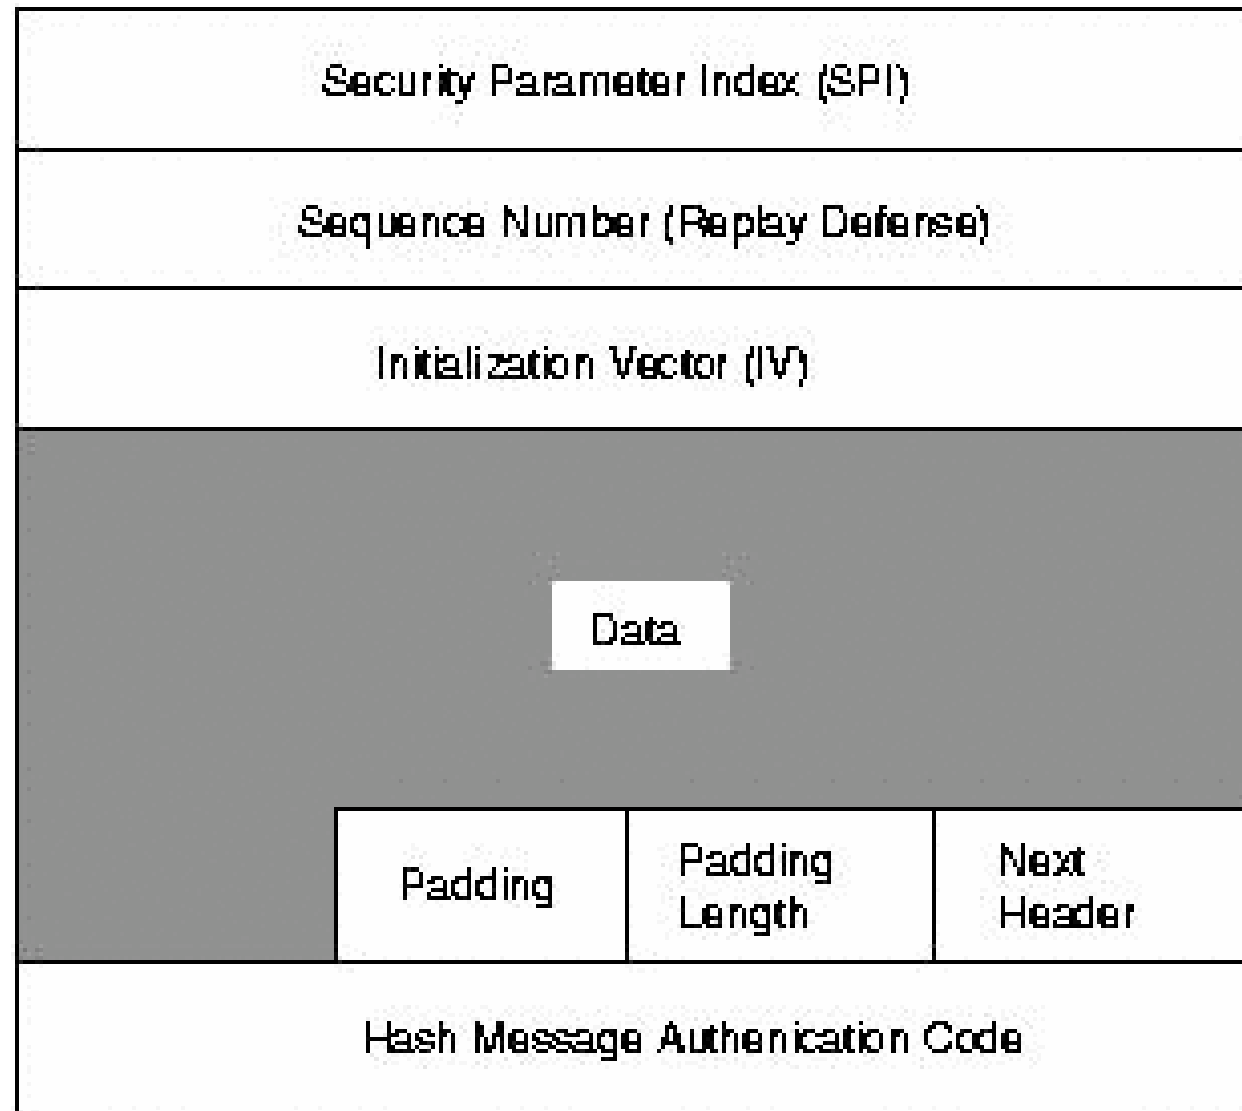 Security Parameter Index (SPI)
Sequence Number (Replay Defense)
Initialization Vector (IV)
Data
Padding
Padding
Length
Next
Header
Hash Message Authenication Code